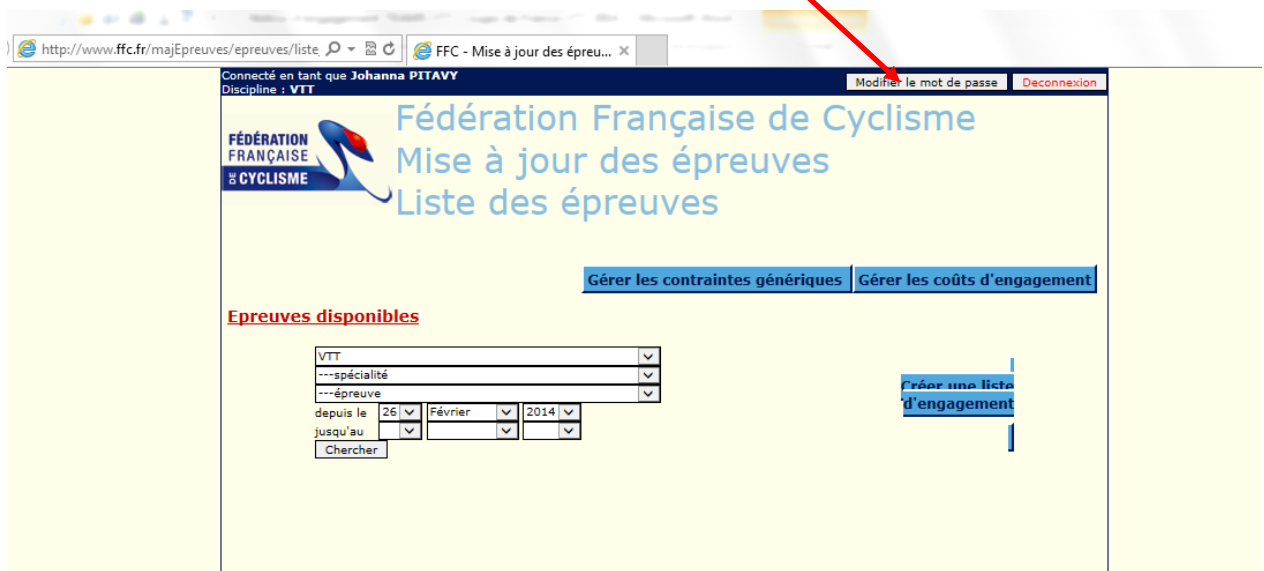 http://www.ffc.fr/majEpreuves/epreuves/liste
FFC - Mise à jour des épreu... ×
Connecté en tant que Johanna PITAVY
Discipline : VTT
Modifier le mot de passe
Deconnexion
FÉDÉRATION
FRANÇAISE
DE CYCLISME
Fédération Française de Cyclisme
Mise à jour des épreuves
Liste des épreuves
Gérer les contraintes génériques
Gérer les coûts d'engagement
Epreuves disponibles
VTT
---spécialité
---épreuve
depuis le 26 Février 2014
jusqu'au
Chercher
Créer une liste
d'engagement